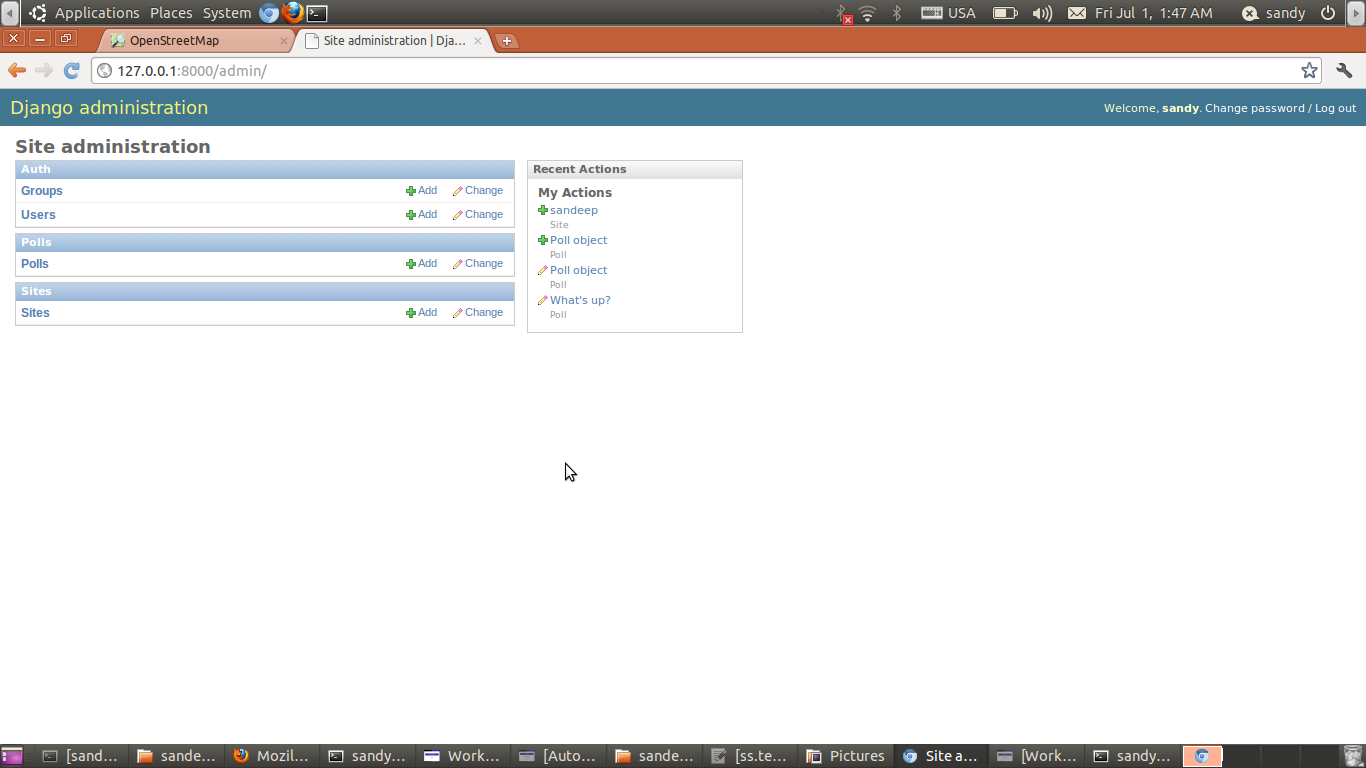 Applications Places System USA Fri Jul 1, 1:47 AM sandy
OpenStreetMap Site administration | Dja...
127.0.0.1:8000/admin/
Django administration Welcome, sandy. Change password / Log out
Site administration
Auth
Groups Add Change
Users Add Change
Polls
Polls Add Change
Sites
Sites Add Change
Recent Actions
My Actions
sandeep
Site
Poll object
Poll
Poll object
Poll
What's up?
Poll
[sand... sande... Mozil... sandy... Work... [Auto... sande... [ss.te... Pictures Site a... [Work... sandy...